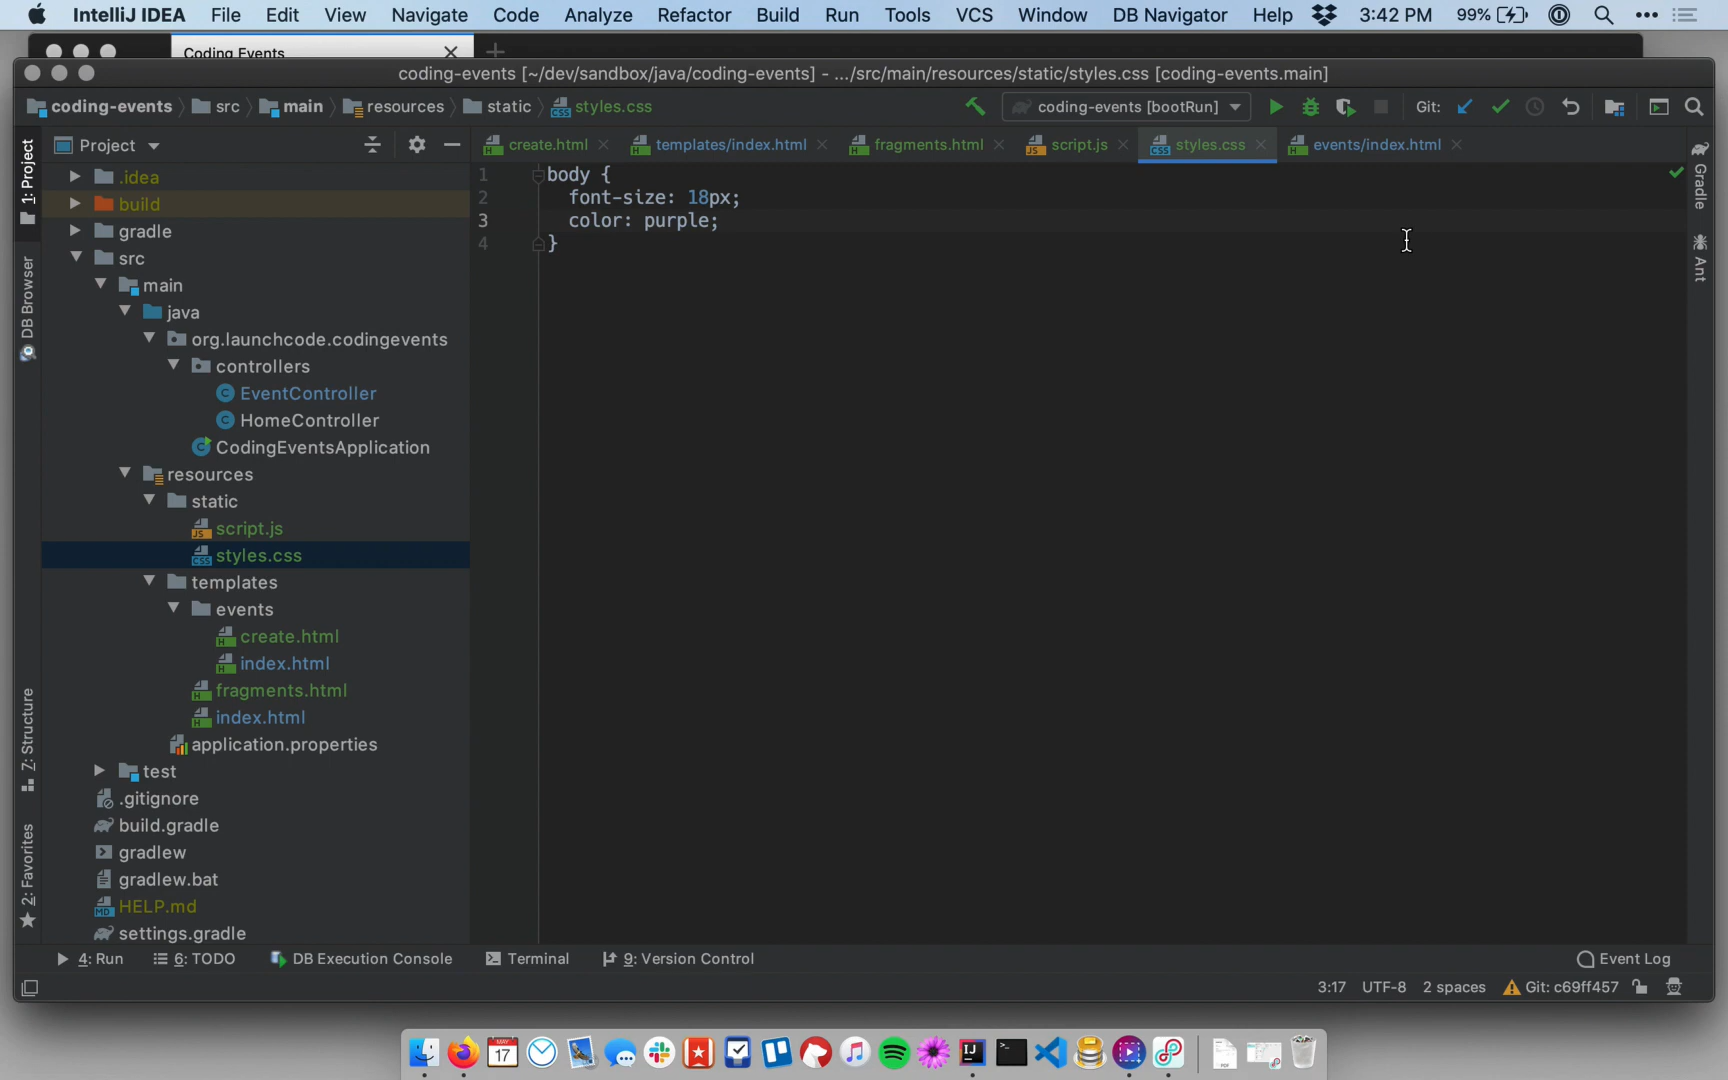 IntelliJ IDEA File Edit View Navigate Code Analyze Refactor Build Run Tools VCS Window DB Navigator Help 3:42 PM 99%
Coding Events
coding-events [~/dev/sandbox/java/coding-events] - .../src/main/resources/static/styles.css [coding-events.main]
coding-events src main resources static styles.css coding-events [bootRun] Git:
1: Project
Project
create.html templates/index.html fragments.html script.js styles.css events/index.html
.idea
build
gradle
src
main
java
org.launchcode.codingevents
controllers
EventController
HomeController
CodingEventsApplication
resources
static
script.js
styles.css
templates
events
create.html
index.html
fragments.html
index.html
application.properties
test
.gitignore
build.gradle
gradlew
gradlew.bat
HELP.md
settings.gradle
1 body {
2 font-size: 18px;
3 color: purple;
4 }
DB Browser
Z: Structure
2: Favorites
Gradle
Ant
4: Run 6: TODO DB Execution Console Terminal 9: Version Control Event Log
3:17 UTF-8 2 spaces Git: c69ff457
MAY
17
IJ
PDF